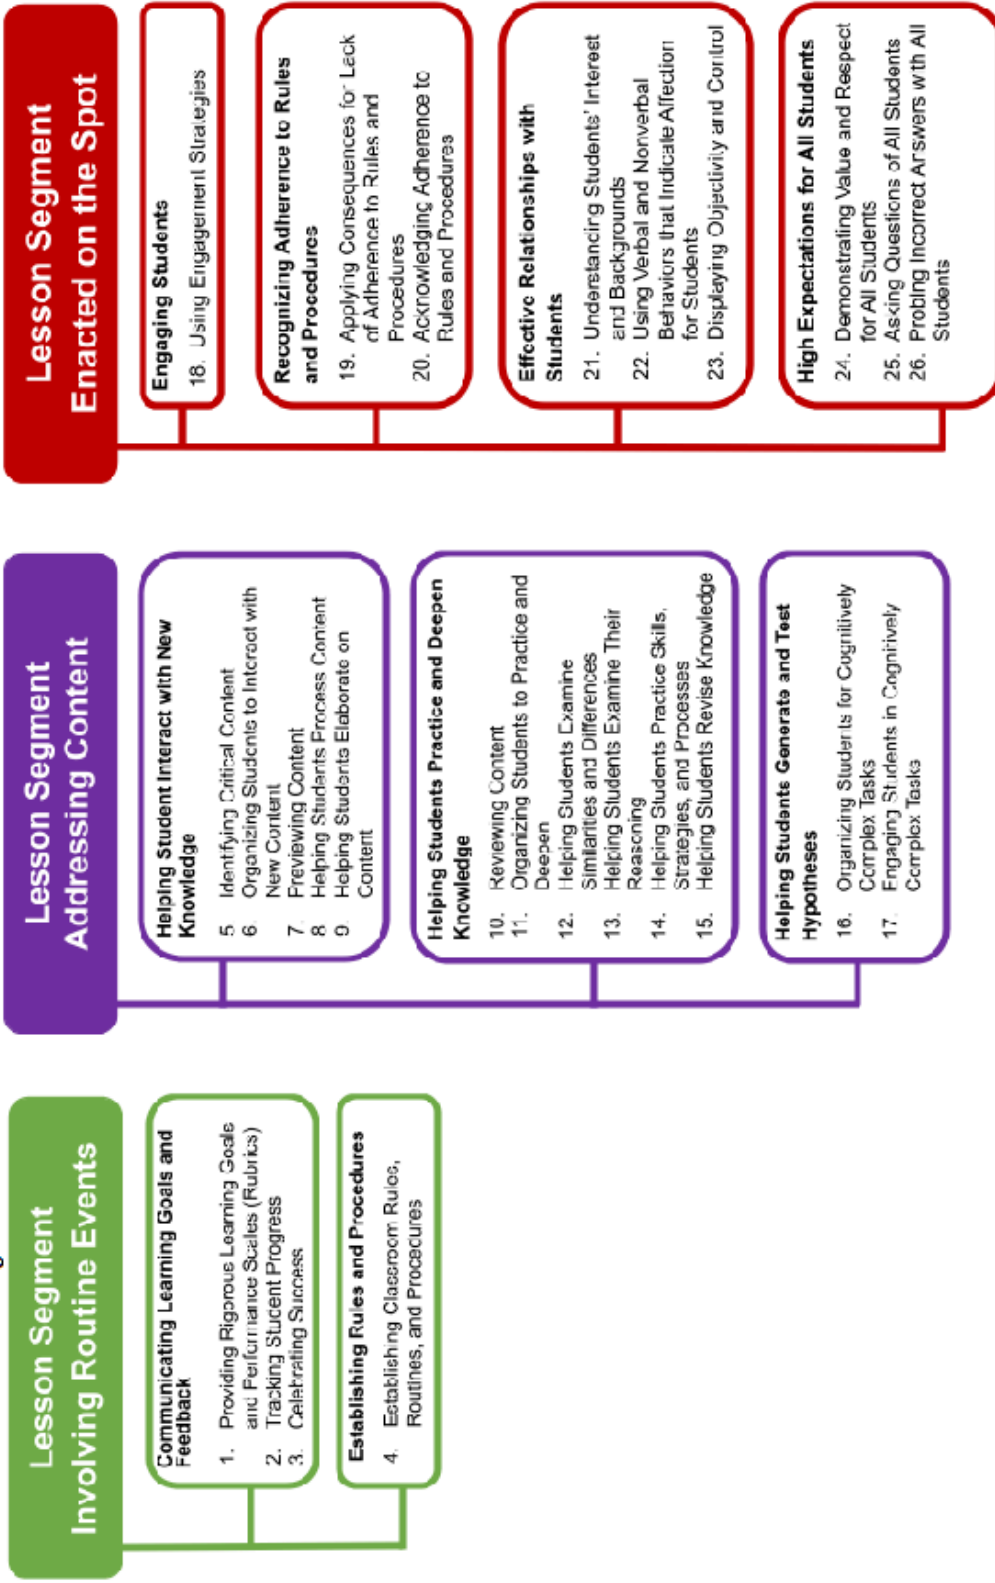 Lesson Segment
Involving Routine Events
Communicating Learning Goals and
Feedback
1. Providing Rigorous Learning Goals
and Performance Scales (Rubrics)
2. Tracking Student Progress
3. Celebrating Success
Establishing Rules and Procedures
4. Establishing Classroom Rules,
Routines, and Procedures
Lesson Segment
Addressing Content
Helping Student Interact with New
Knowledge
5 Identifying Critical Content
6. Organizing Students to Interact with
New Content
7. Previewing Content
8 Helping Students Process Content
9. Helping Students Elaborate on
Content
Helping Students Practice and Deepen
Knowledge
10. Reviewing Content
11. Organizing Students to Practice and
Deepen
12. Helping Students Examine
Similarities and Differences
13. Helping Students Examine Their
Reasoning
14. Helping Students Practice Skills,
Strategies, and Processes
15. Helping Students Revise Knowledge
Helping Students Generate and Test
Hypotheses
16. Organizing Students for Cognitively
Complex Tasks
17. Engaging Students in Cognitively
Complex Tasks
Lesson Segment
Enacted on the Spot
Engaging Students
18. Using Engagement Strategies
Recognizing Adherence to Rules
and Procedures
19. Applying Consequences for Lack
of Adherence to Rules and
Procedures
20. Acknowledging Adherence to
Rules and Procedures
Effective Relationships with
Students
21. Understanding Students' Interest
and Backgrounds
22. Using Verbal and Nonverbal
Behaviors that Indicate Affection
for Students
23. Displaying Objectivity and Control
High Expectations for All Students
24. Demonstrating Value and Respect
for All Students
25. Asking Questions of All Students
26. Probing Incorrect Answers with All
Students